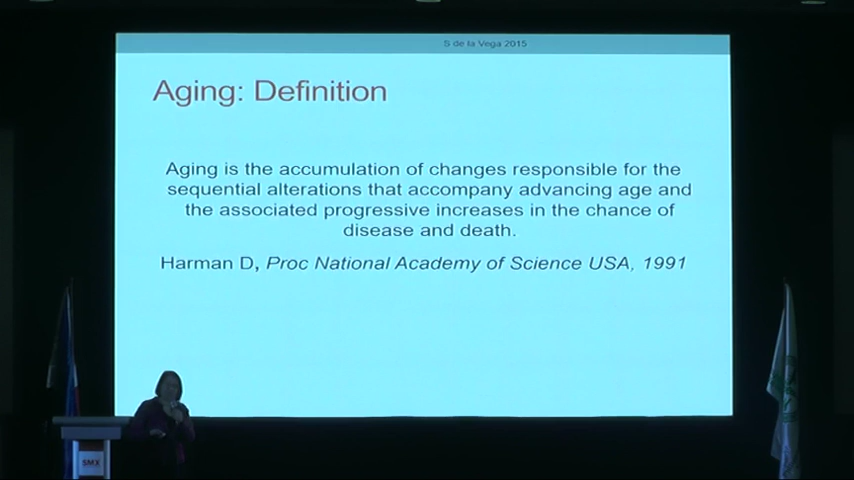 S de la Vega 2015
Aging: Definition
Aging is the accumulation of changes responsible for the
sequential alterations that accompany advancing age and
the associated progressive increases in the chance of
disease and death.
Harman D, Proc National Academy of Science USA, 1991
SMX